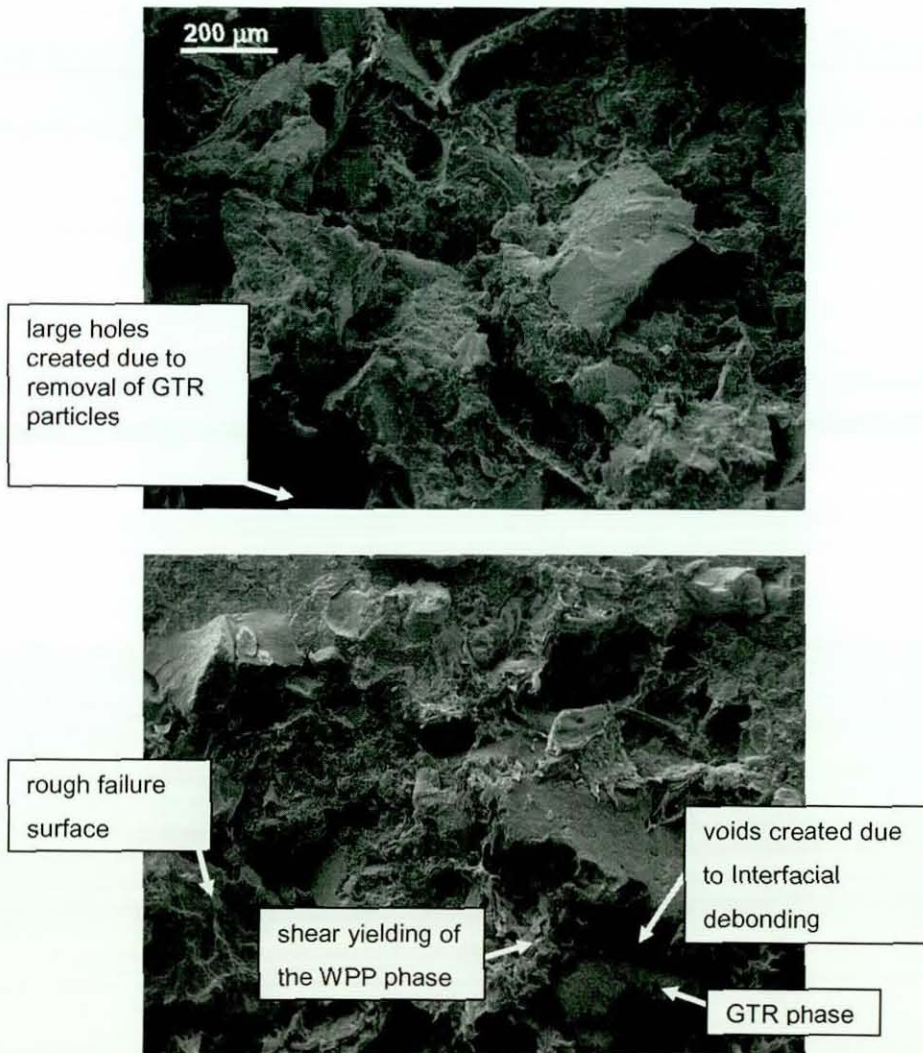 200 µm
large holes
created due to
removal of GTR
particles
rough failure
surface
shear yielding of
the WPP phase
voids created due
to Interfacial
debonding
GTR phase